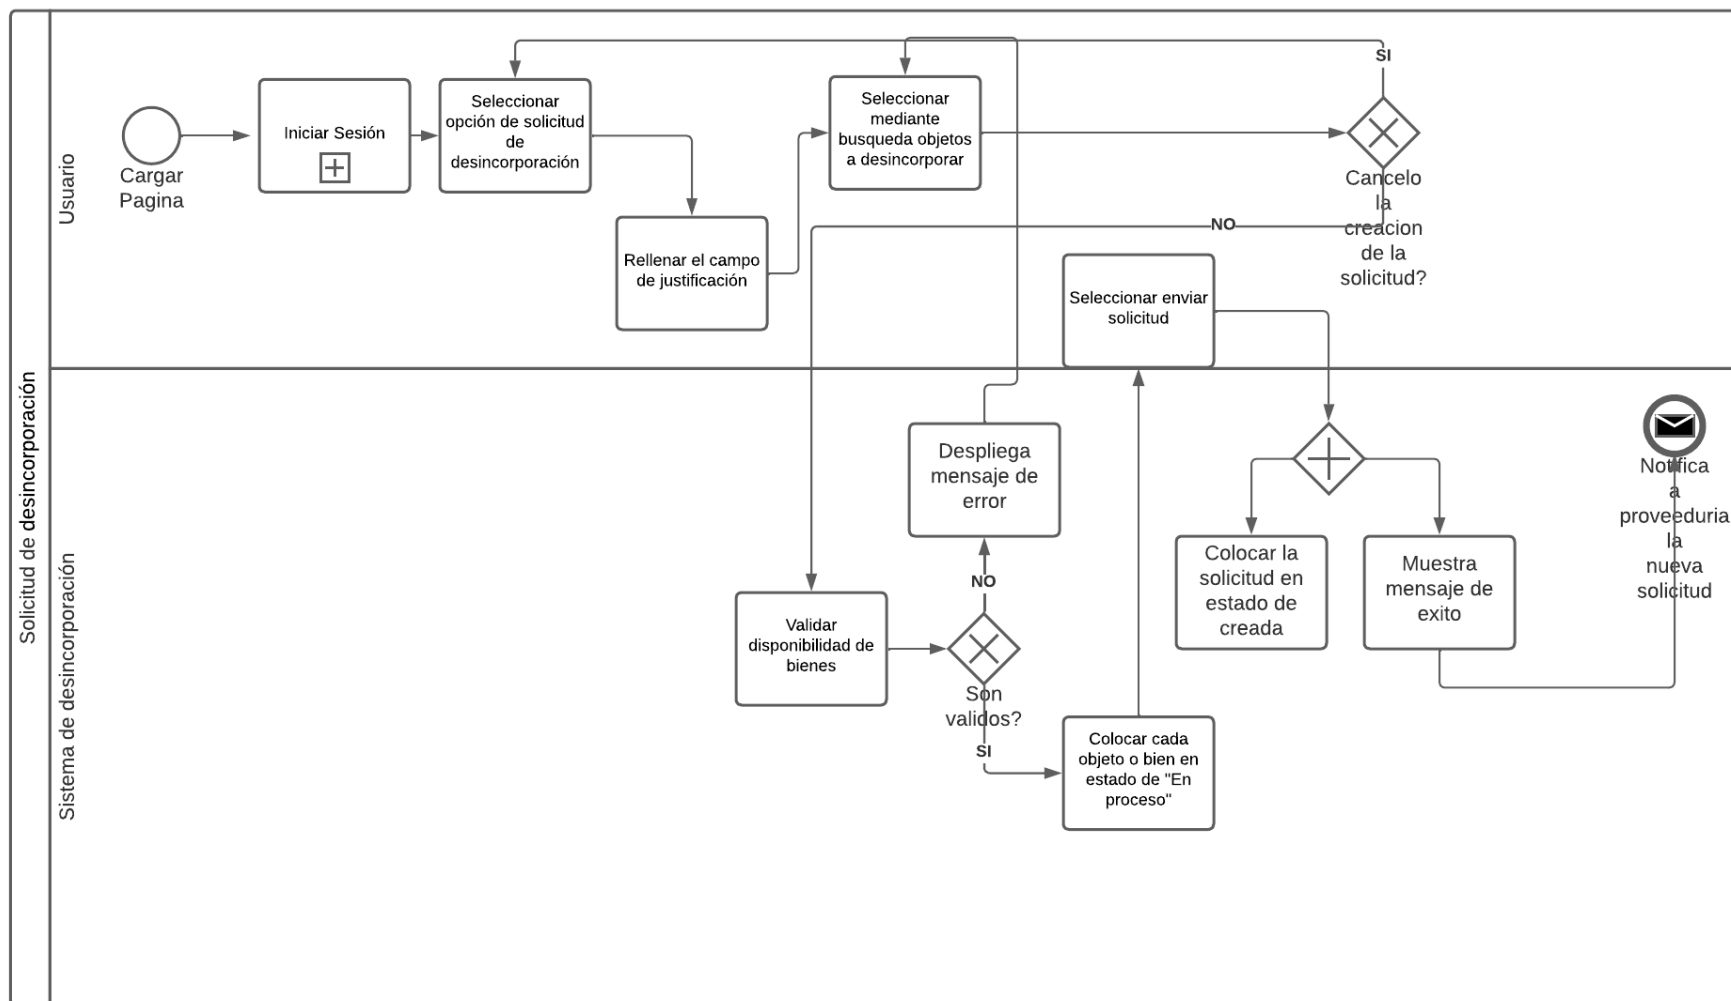 Solicitud de desincorporación
Usuario
Cargar
Pagina
Iniciar Sesión
Seleccionar
opción de solicitud
de
desincorporación
Rellenar el campo
de justificación
Seleccionar
mediante
busqueda objetos
a desincorporar
SI
Cancelo
la
creacion
de la
solicitud?
NO
Seleccionar enviar
solicitud
Sistema de desincorporación
Despliega
mensaje de
error
NO
Validar
disponibilidad de
bienes
Son
validos?
SI
Colocar cada
objeto o bien en
estado de "En
proceso"
Colocar la
solicitud en
estado de
creada
Muestra
mensaje de
exito
Notifica
a
proveeduria
la
nueva
solicitud